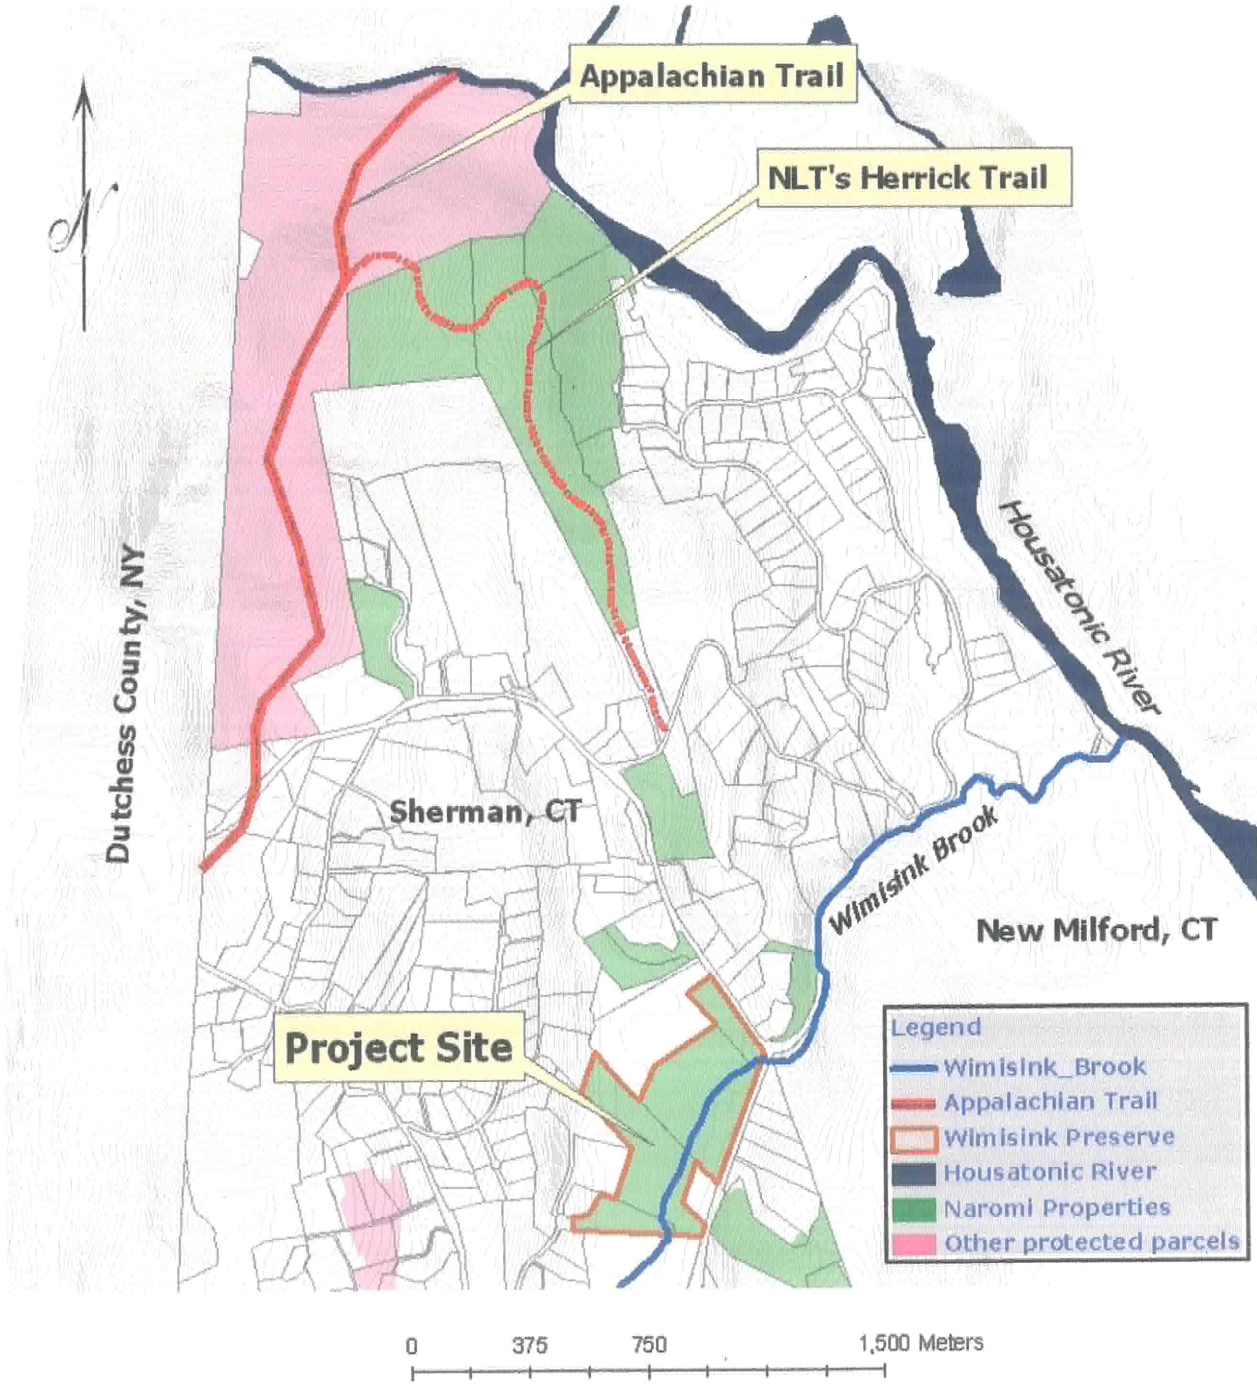 Appalachian Trail
NLT's Herrick Trail
N
Housatonic River
Dutchess County, NY
Sherman, CT
Wimisink Brook
New Milford, CT
Project Site
Legend
Wimisink_Brook
Appalachian Trail
Wimisink Preserve
Housatonic River
Naromi Properties
Other protected parcels
0 375 750 1,500 Meters